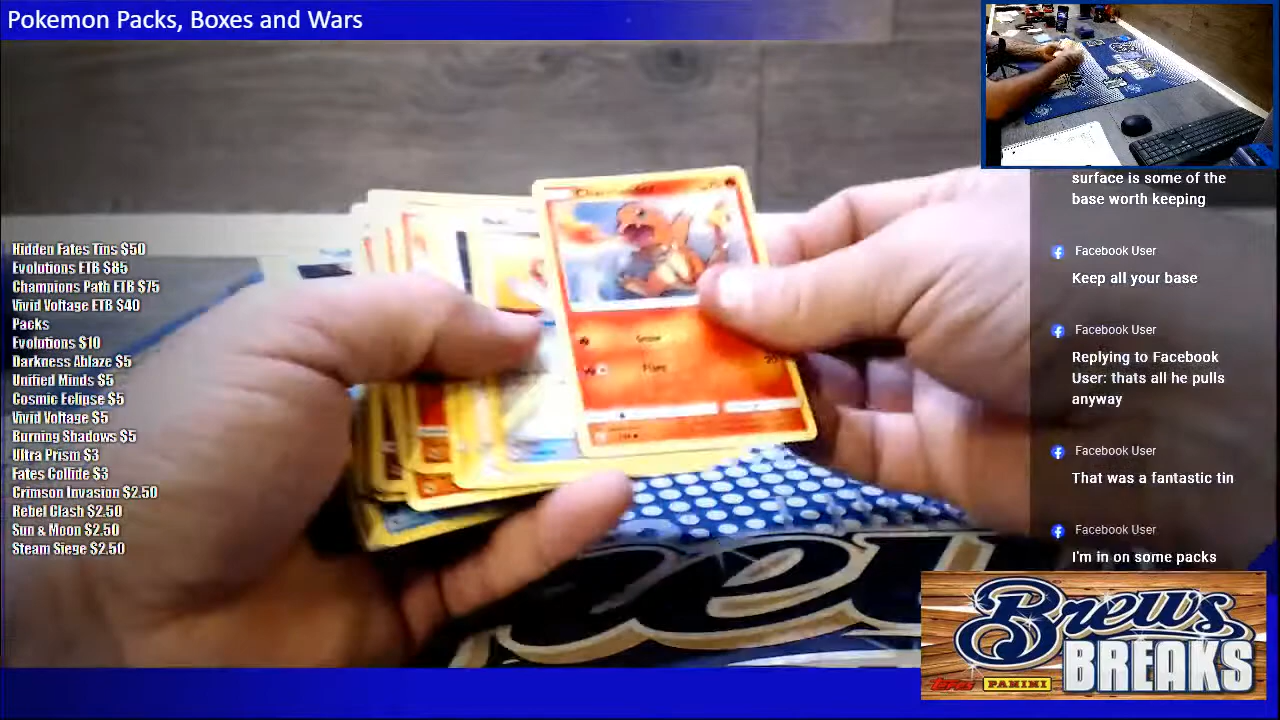 Pokemon Packs, Boxes and Wars
Hidden Fates Tins $50
Evolutions ETB $85
Champions Path ETB $75
Vivid Voltage ETB $40
Packs
Evolutions $10
Darkness Ablaze $5
Unified Minds $5
Cosmic Eclipse $5
Vivid Voltage $5
Burning Shadows $5
Ultra Prism $3
Fates Collide $3
Crimson Invasion $2.50
Rebel Clash $2.50
Sun & Moon $2.50
Steam Siege $2.50
surface is some of the
base worth keeping
Facebook User
Keep all your base
Facebook User
Replying to Facebook
User: thats all he pulls
anyway
Facebook User
That was a fantastic tin
Facebook User
I'm in on some packs
Brews
BREAKS
Topps PANINI